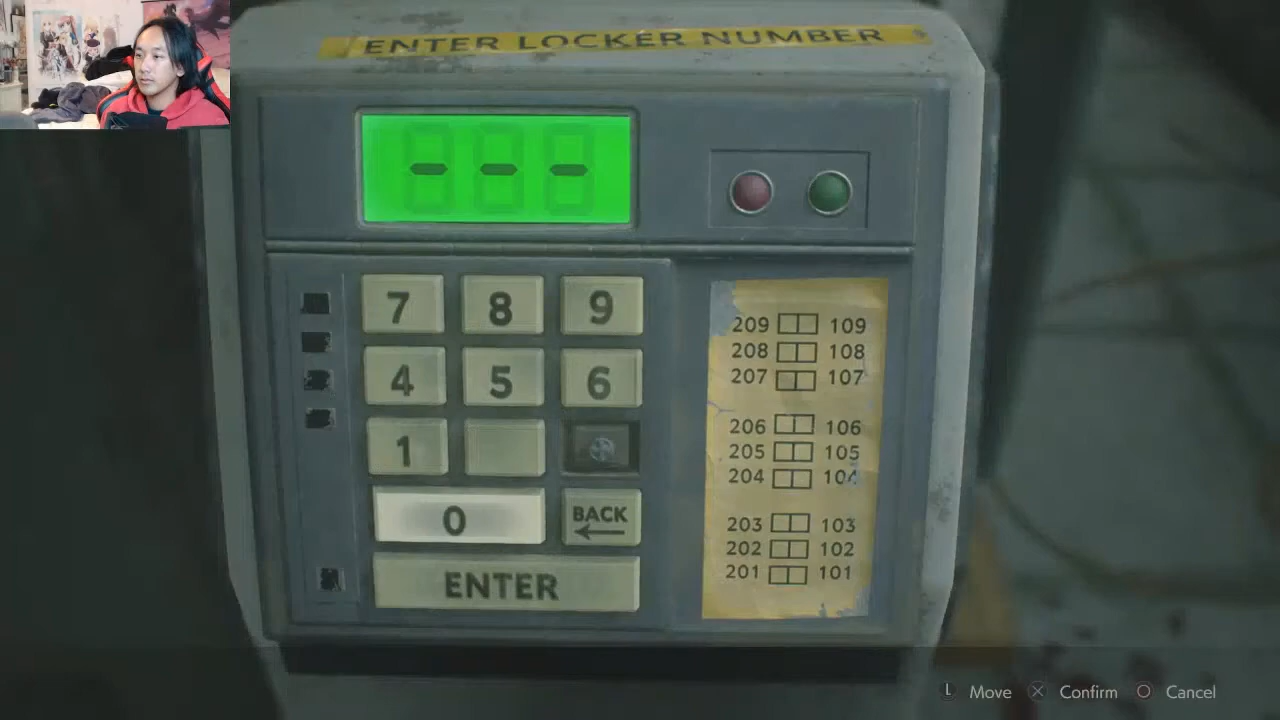 ENTER LOCKER NUMBER
7 8 9
4 5 6
1
0 BACK
ENTER
209 109
208 108
207 107
206 106
205 105
204 104
203 103
202 102
201 101
L Move Confirm Cancel